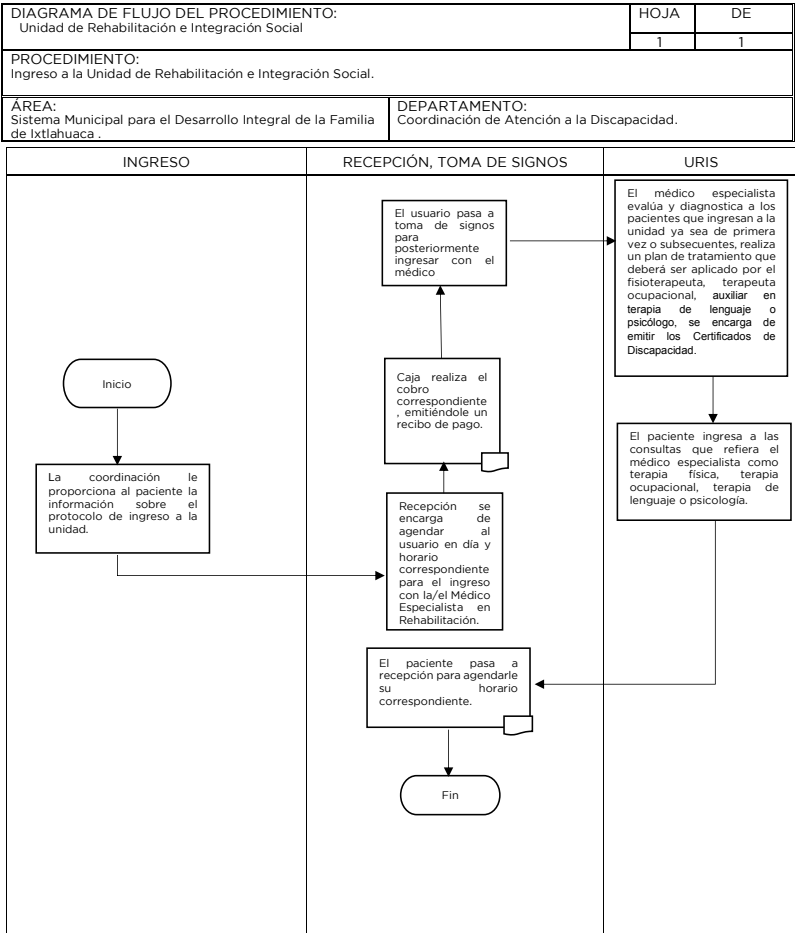 DIAGRAMA DE FLUJO DEL PROCEDIMIENTO:
Unidad de Rehabilitación e Integración Social
HOJA
DE
1
1
PROCEDIMIENTO:
Ingreso a la Unidad de Rehabilitación e Integración Social.
ÁREA:
Sistema Municipal para el Desarrollo Integral de la Familia
de Ixtlahuaca .
DEPARTAMENTO:
Coordinación de Atención a la Discapacidad.
INGRESO
RECEPCIÓN, TOMA DE SIGNOS
URIS
Inicio
La coordinación le
proporciona al paciente la
información sobre el
protocolo de ingreso a la
unidad.
El usuario pasa a
toma de signos
para
posteriormente
ingresar con el
médico
Caja realiza el
cobro
correspondiente
, emitiéndole un
recibo de pago.
Recepción se
encarga de
agendar al
usuario en día y
horario
correspondiente
para el ingreso
con la/el Médico
Especialista en
Rehabilitación.
El paciente pasa a
recepción para agendarle
su horario
correspondiente.
Fin
El médico especialista
evalúa y diagnostica a los
pacientes que ingresan a la
unidad ya sea de primera
vez o subsecuentes, realiza
un plan de tratamiento que
deberá ser aplicado por el
fisioterapeuta, terapeuta
ocupacional, auxiliar en
terapia de lenguaje o
psicólogo, se encarga de
emitir los Certificados de
Discapacidad.
El paciente ingresa a las
consultas que refiera el
médico especialista como
terapia física, terapia
ocupacional, terapia de
lenguaje o psicología.